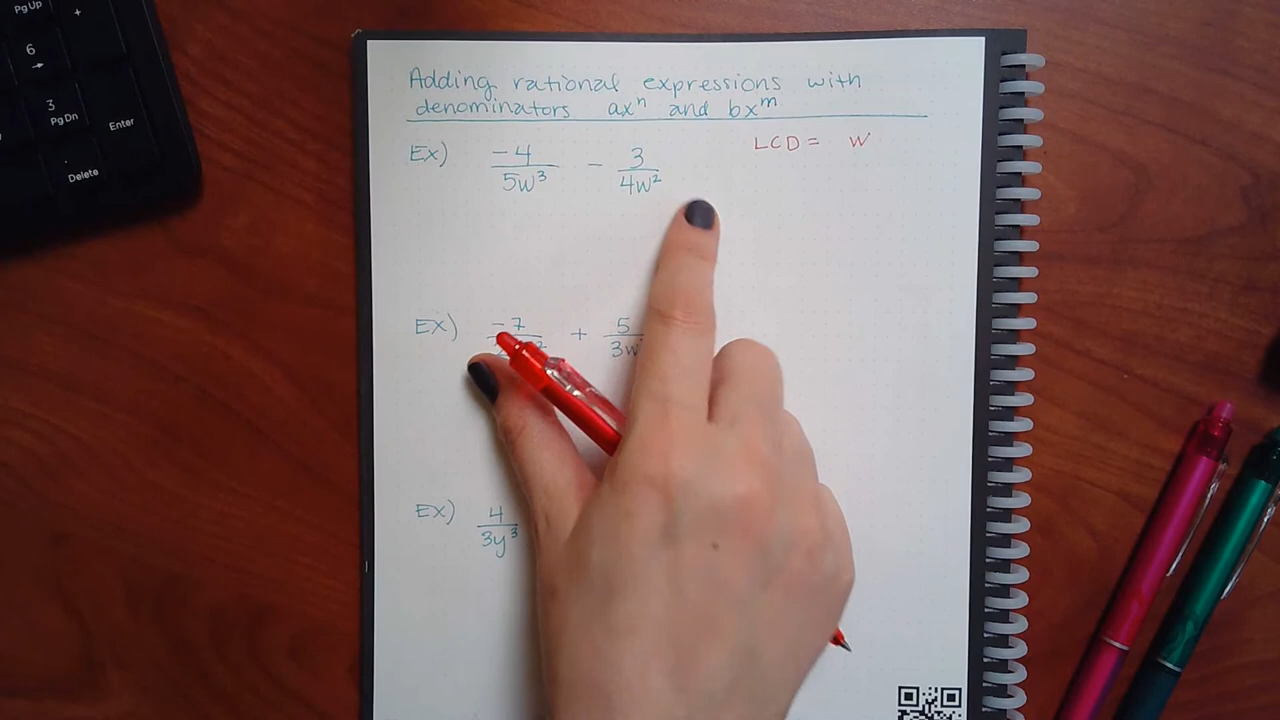 PgUp
+
6
→
3
PgDn
Enter
.
Delete
Adding rational expressions with
denominators axⁿ and bxᵐ
Ex) -4/5w³ - 3/4w²
LCD = w
Ex) -7/ ² + 5/3w
Ex) 4/3y³